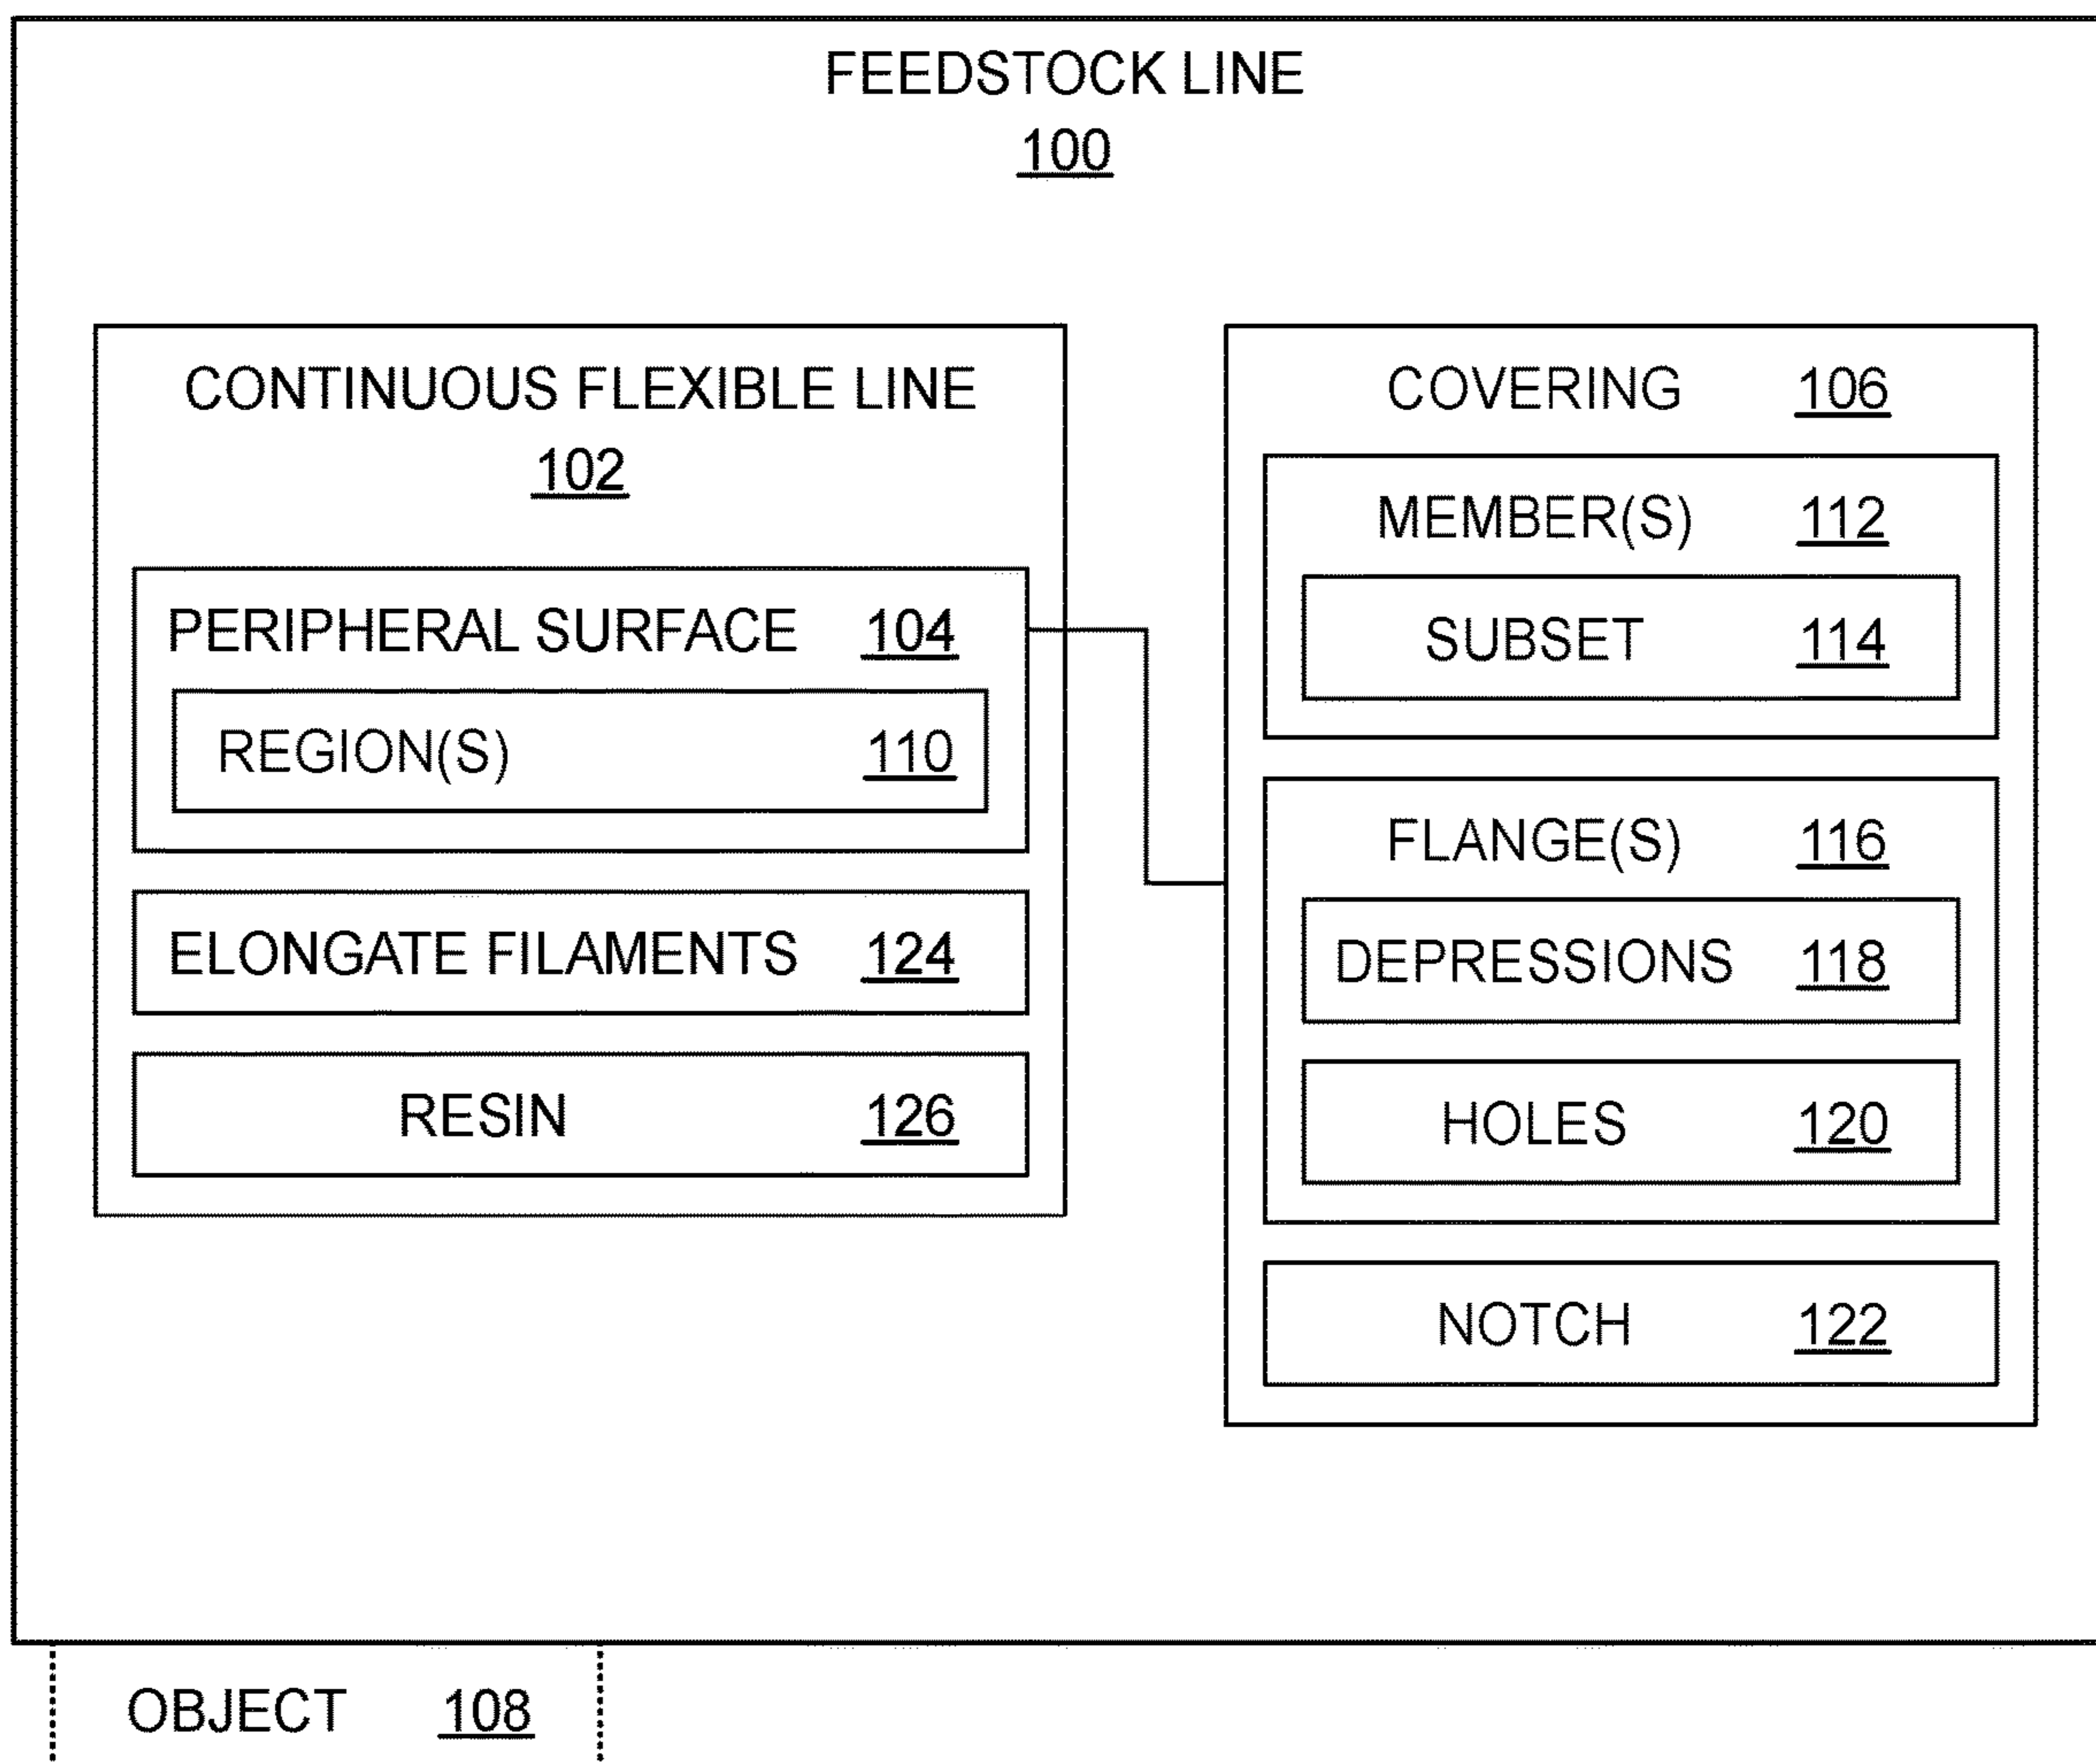 FEEDSTOCK LINE
100
CONTINUOUS FLEXIBLE LINE
102
PERIPHERAL SURFACE 104
REGION(S) 110
ELONGATE FILAMENTS 124
RESIN 126
COVERING 106
MEMBER(S) 112
SUBSET 114
FLANGE(S) 116
DEPRESSIONS 118
HOLES 120
NOTCH 122
OBJECT 108